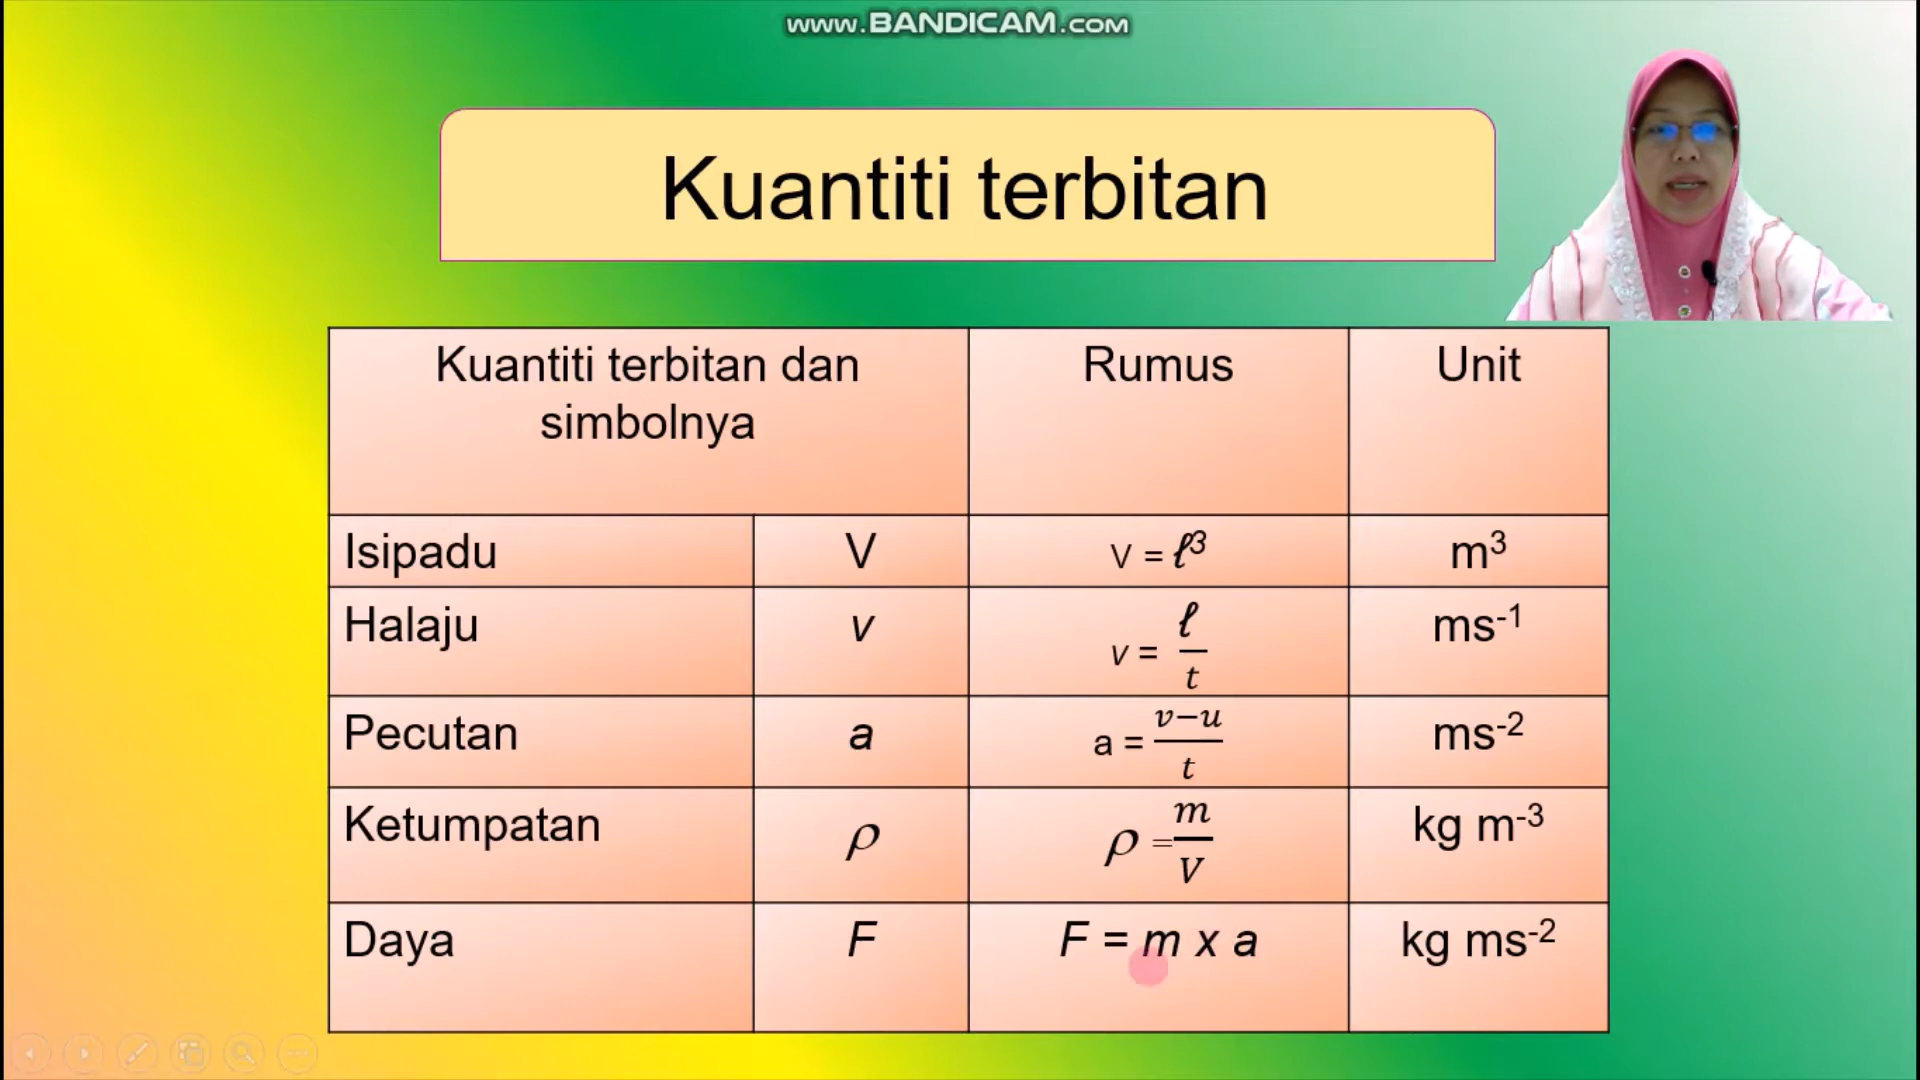 www.BANDICAM.com
Kuantiti terbitan
Kuantiti terbitan dan simbolnya Rumus Unit
Isipadu V V = ℓ³ m³
Halaju v v = ℓ/t ms⁻¹
Pecutan a a = v−u/t ms⁻²
Ketumpatan ρ ρ = m/V kg m⁻³
Daya F F = m x a kg ms⁻²